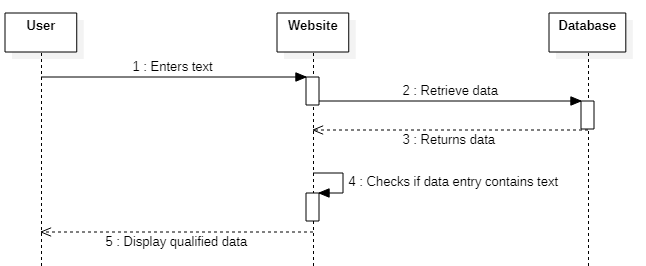 User
Website
Database
1 : Enters text
2 : Retrieve data
3 : Returns data
4 : Checks if data entry contains text
5 : Display qualified data